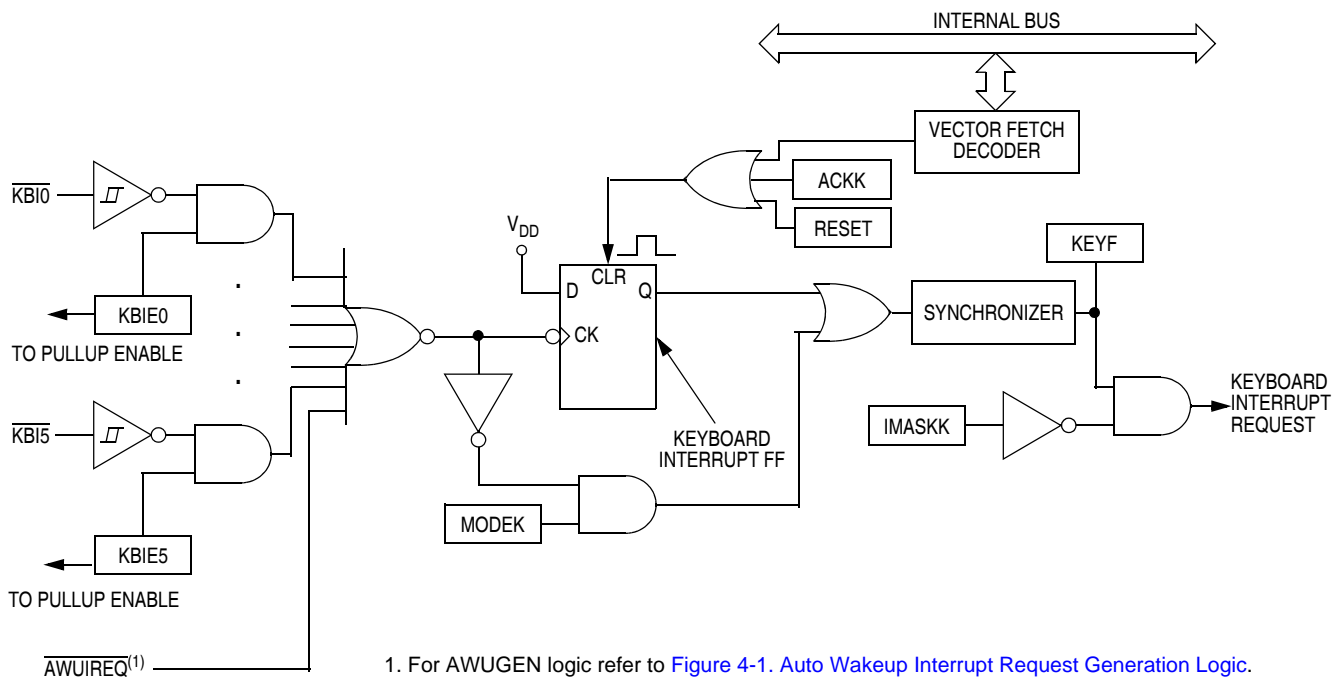 INTERNAL BUS
VECTOR FETCH
DECODER
ACKK
RESET
KBI0
VDD
KEYF
CLR
D
Q
CK
KBIE0
TO PULLUP ENABLE
SYNCHRONIZER
KBI5
KEYBOARD
INTERRUPT FF
IMASKK
KEYBOARD
INTERRUPT
REQUEST
MODEK
KBIE5
TO PULLUP ENABLE
AWUIREQ(1)
1. For AWUGEN logic refer to Figure 4-1. Auto Wakeup Interrupt Request Generation Logic.